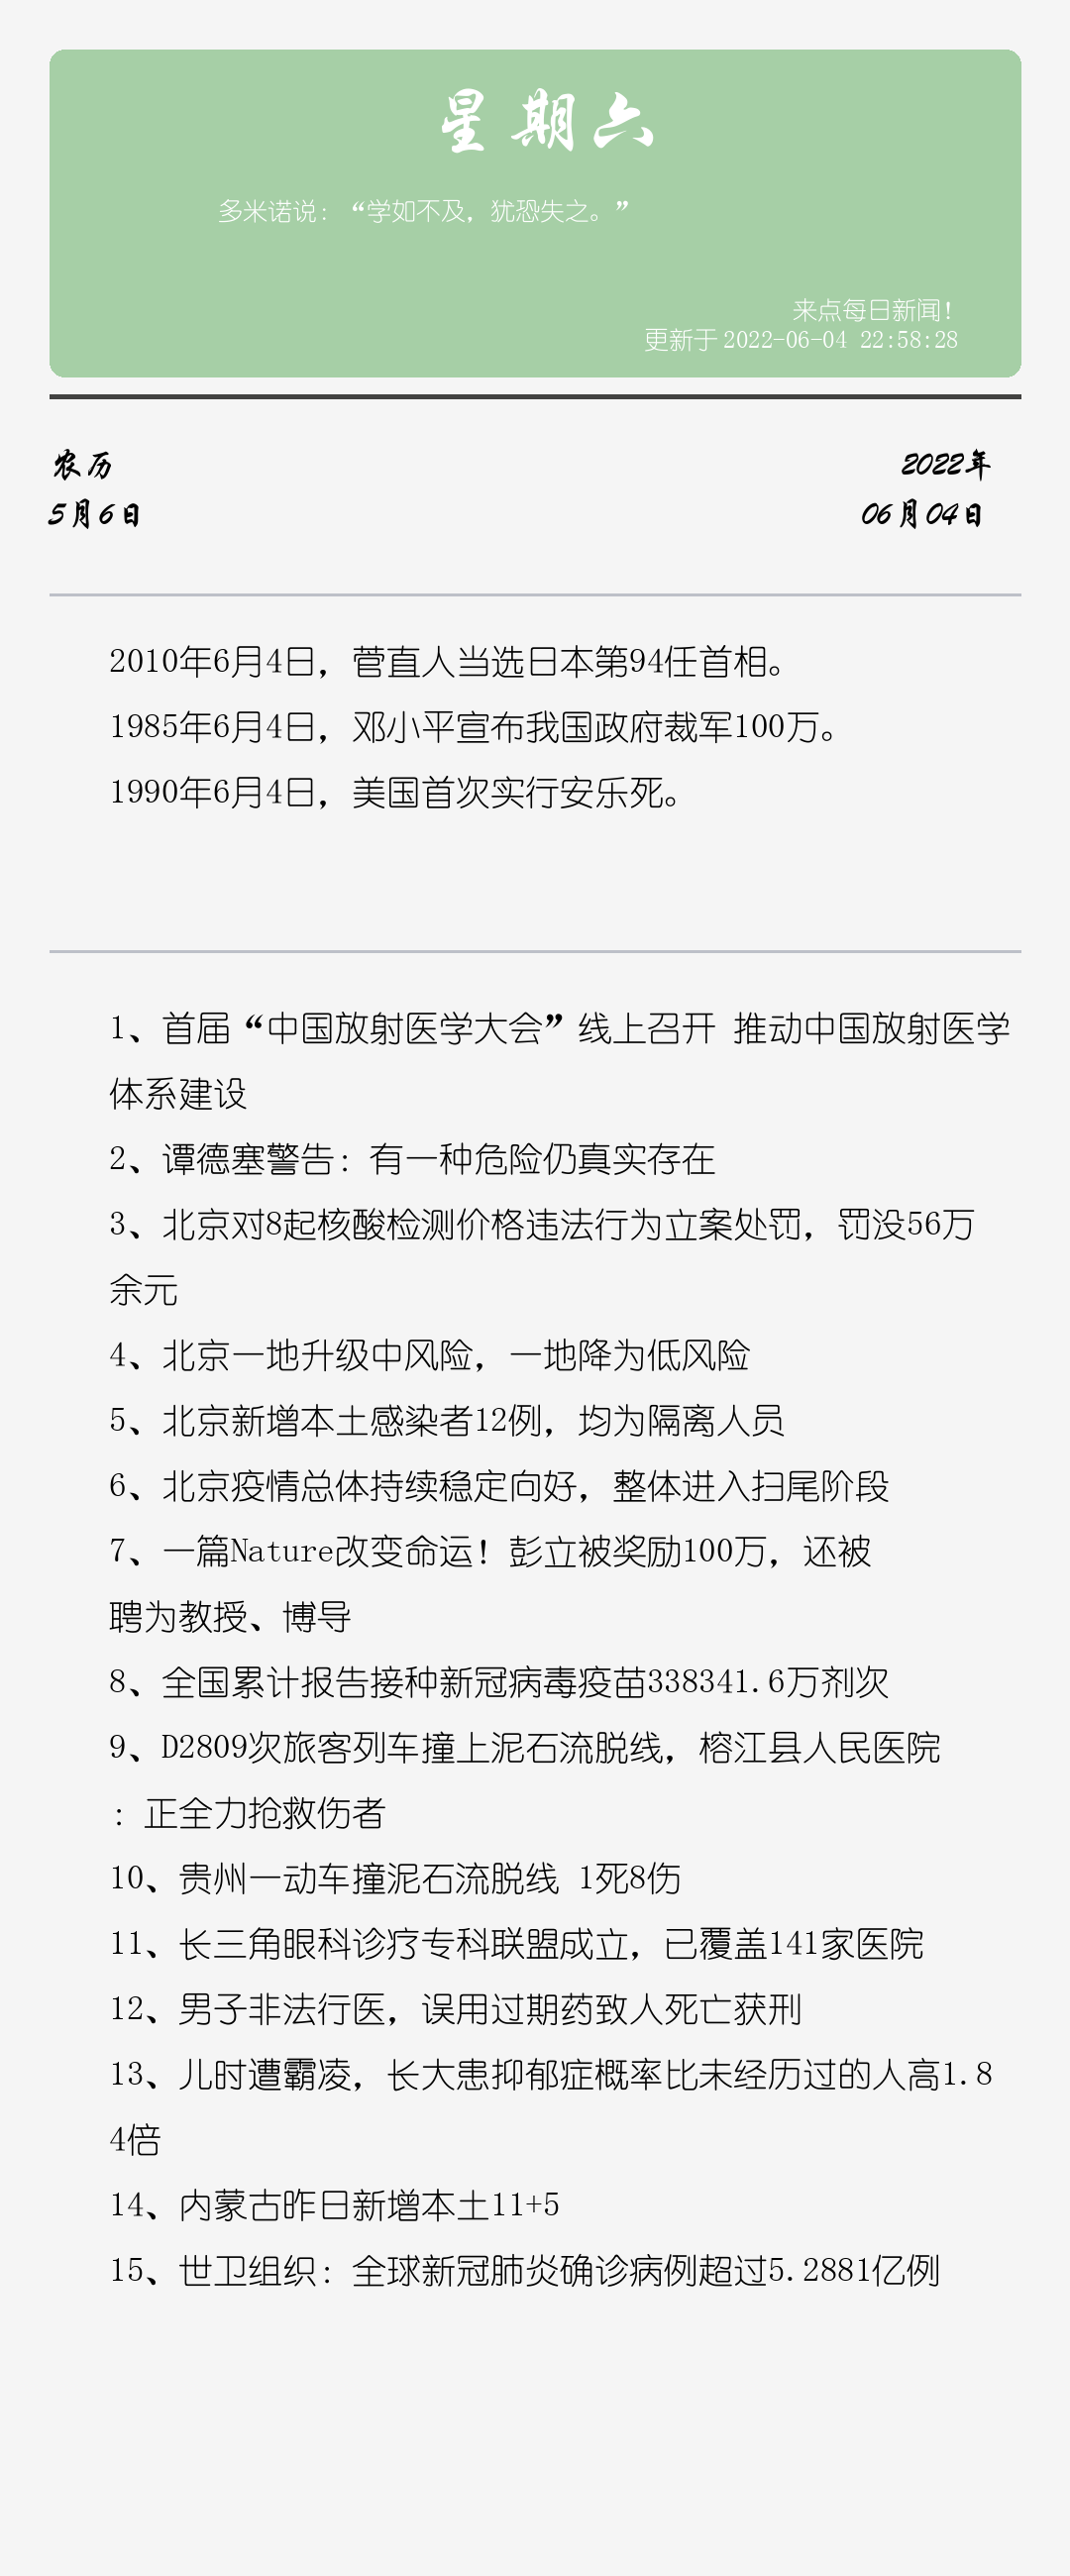 星期六
多米诺说：“学如不及，犹恐失之。”
来点每日新闻！
更新于 2022-06-04 22:58:28
农历
2022年
5月6日
06月04日
2010年6月4日，菅直人当选日本第94任首相。
1985年6月4日，邓小平宣布我国政府裁军100万。
1990年6月4日，美国首次实行安乐死。
1、首届“中国放射医学大会”线上召开 推动中国放射医学
体系建设
2、谭德塞警告：有一种危险仍真实存在
3、北京对8起核酸检测价格违法行为立案处罚，罚没56万
余元
4、北京一地升级中风险，一地降为低风险
5、北京新增本土感染者12例，均为隔离人员
6、北京疫情总体持续稳定向好，整体进入扫尾阶段
7、一篇Nature改变命运！彭立被奖励100万，还被
聘为教授、博导
8、全国累计报告接种新冠病毒疫苗338341.6万剂次
9、D2809次旅客列车撞上泥石流脱线，榕江县人民医院
：正全力抢救伤者
10、贵州一动车撞泥石流脱线 1死8伤
11、长三角眼科诊疗专科联盟成立，已覆盖141家医院
12、男子非法行医，误用过期药致人死亡获刑
13、儿时遭霸凌，长大患抑郁症概率比未经历过的人高1.8
4倍
14、内蒙古昨日新增本土11+5
15、世卫组织：全球新冠肺炎确诊病例超过5.2881亿例